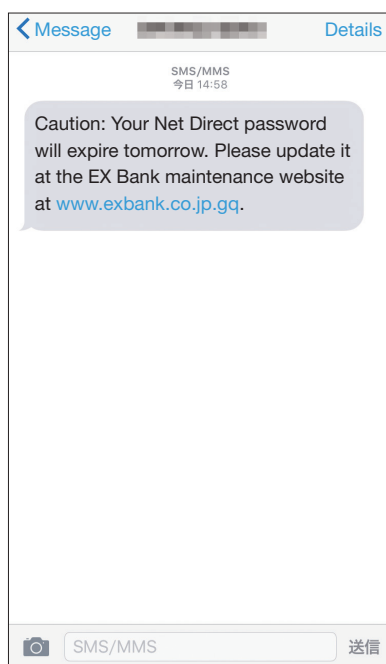 Message Details
SMS/MMS
今日 14:58
Caution: Your Net Direct password
will expire tomorrow. Please update it
at the EX Bank maintenance website
at www.exbank.co.jp.gq.
SMS/MMS 送信